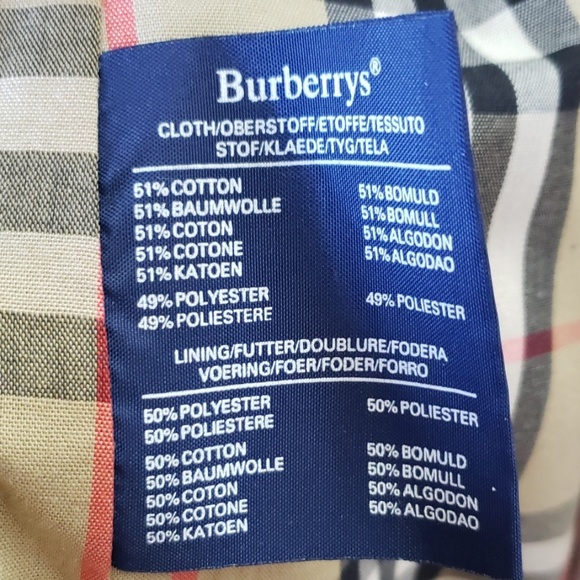 Burberrys®
CLOTH/OBERSTOFF/ETOFFE/TESSUTO
STOF/KLAEDE/TYG/TELA
51% COTTON 51% BOMULD
51% BAUMWOLLE 51% BOMULL
51% COTON 51% ALGODON
51% COTONE 51% ALGODAO
51% KATOEN
49% POLYESTER 49% POLIESTER
49% POLIESTERE
LINING/FUTTER/DOUBLURE/FODERA
VOERING/FOER/FODER/FORRO
50% POLYESTER 50% POLIESTER
50% POLIESTERE
50% COTTON 50% BOMULD
50% BAUMWOLLE 50% BOMULL
50% COTON 50% ALGODON
50% COTONE 50% ALGODAO
50% KATOEN